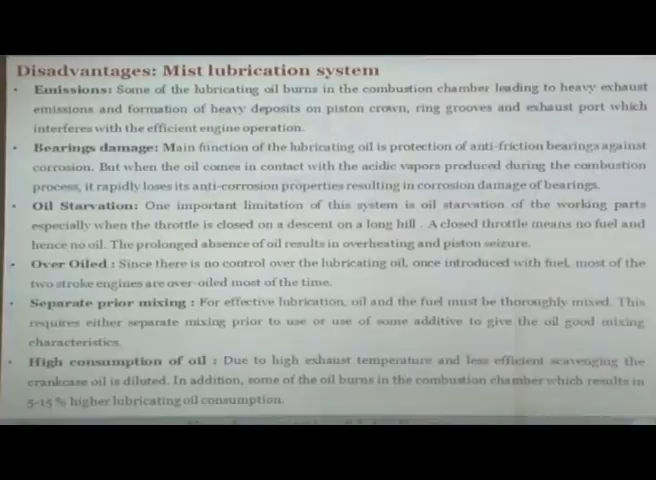 Disadvantages: Mist lubrication system
• Emissions: Some of the lubricating oil burns in the combustion chamber leading to heavy exhaust
emissions and formation of heavy deposits on piston crown, ring grooves and exhaust port which
interferes with the efficient engine operation.
• Bearings damage: Main function of the lubricating oil is protection of anti-friction bearings against
corrosion. But when the oil comes in contact with the acidic vapors produced during the combustion
process, it rapidly loses its anti-corrosion properties resulting in corrosion damage of bearings.
• Oil Starvation: One important limitation of this system is oil starvation of the working parts
especially when the throttle is closed on a descent on a long hill . A closed throttle means no fuel and
hence no oil. The prolonged absence of oil results in overheating and piston seizure.
• Over Oiled : Since there is no control over the lubricating oil, once introduced with fuel, most of the
two stroke engines are over-oiled most of the time.
• Separate prior mixing : For effective lubrication, oil and the fuel must be thoroughly mixed. This
requires either separate mixing prior to use or use of some additive to give the oil good mixing
characteristics.
• High consumption of oil : Due to high exhaust temperature and less efficient scavenging the
crankcase oil is diluted. In addition, some of the oil burns in the combustion chamber which results in
5-15 % higher lubricating oil consumption.